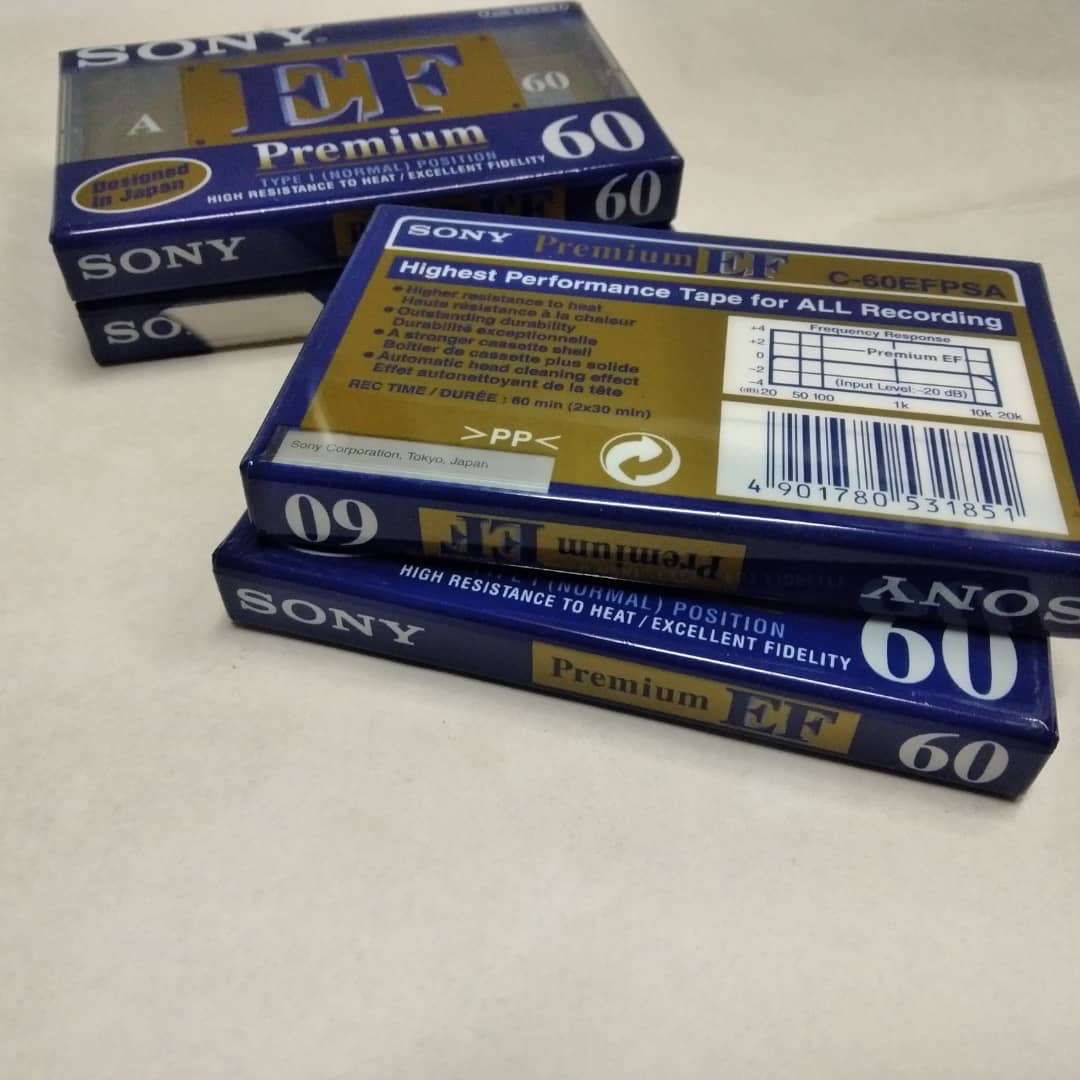 SONY
EF
60
A
Premium
60
TYPE I (NORMAL) POSITION
Designed
in Japan
HIGH RESISTANCE TO HEAT / EXCELLENT FIDELITY
SONY
EF
60
SO
SONY Premium EF C-60EFPSA
Highest Performance Tape for ALL Recording
• Higher resistance to heat
Haute résistance à la chaleur
• Outstanding durability
Durabilité exceptionnelle
• A stronger cassette shell
Boîtier de cassette plus solide
• Automatic head cleaning effect
Effet autonettoyant de la tête
REC TIME / DURÉE : 60 min (2x30 min)
Frequency Response
+4
+2
0
-2
-4
Premium EF
(Input Level:-20 dB)
(dB) 20 50 100 1k 10k 20k
>PP<
Sony Corporation, Tokyo, Japan
4 901780 531851
SONY Premium EF 60
TYPE I (NORMAL) POSITION
HIGH RESISTANCE TO HEAT / EXCELLENT FIDELITY
60
SONY Premium EF 60